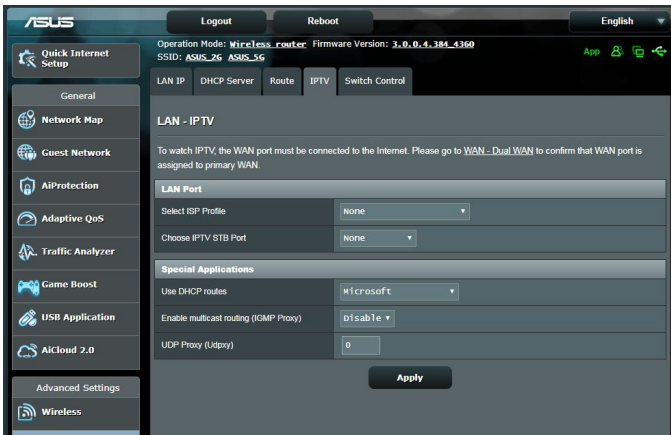 ASUS
Logout
Reboot
English
Quick Internet
Setup
Operation Mode: Wireless router Firmware Version: 3.0.0.4.384_4360
SSID: ASUS_2G ASUS_5G
App
General
LAN IP
DHCP Server
Route
IPTV
Switch Control
Network Map
Guest Network
AiProtection
Adaptive QoS
Traffic Analyzer
Game Boost
USB Application
AiCloud 2.0
Advanced Settings
Wireless
LAN - IPTV
To watch IPTV, the WAN port must be connected to the Internet. Please go to WAN - Dual WAN to confirm that WAN port is
assigned to primary WAN.
LAN Port
Select ISP Profile
None
Choose IPTV STB Port
None
Special Applications
Use DHCP routes
Microsoft
Enable multicast routing (IGMP Proxy)
Disable
UDP Proxy (Udpxy)
0
Apply